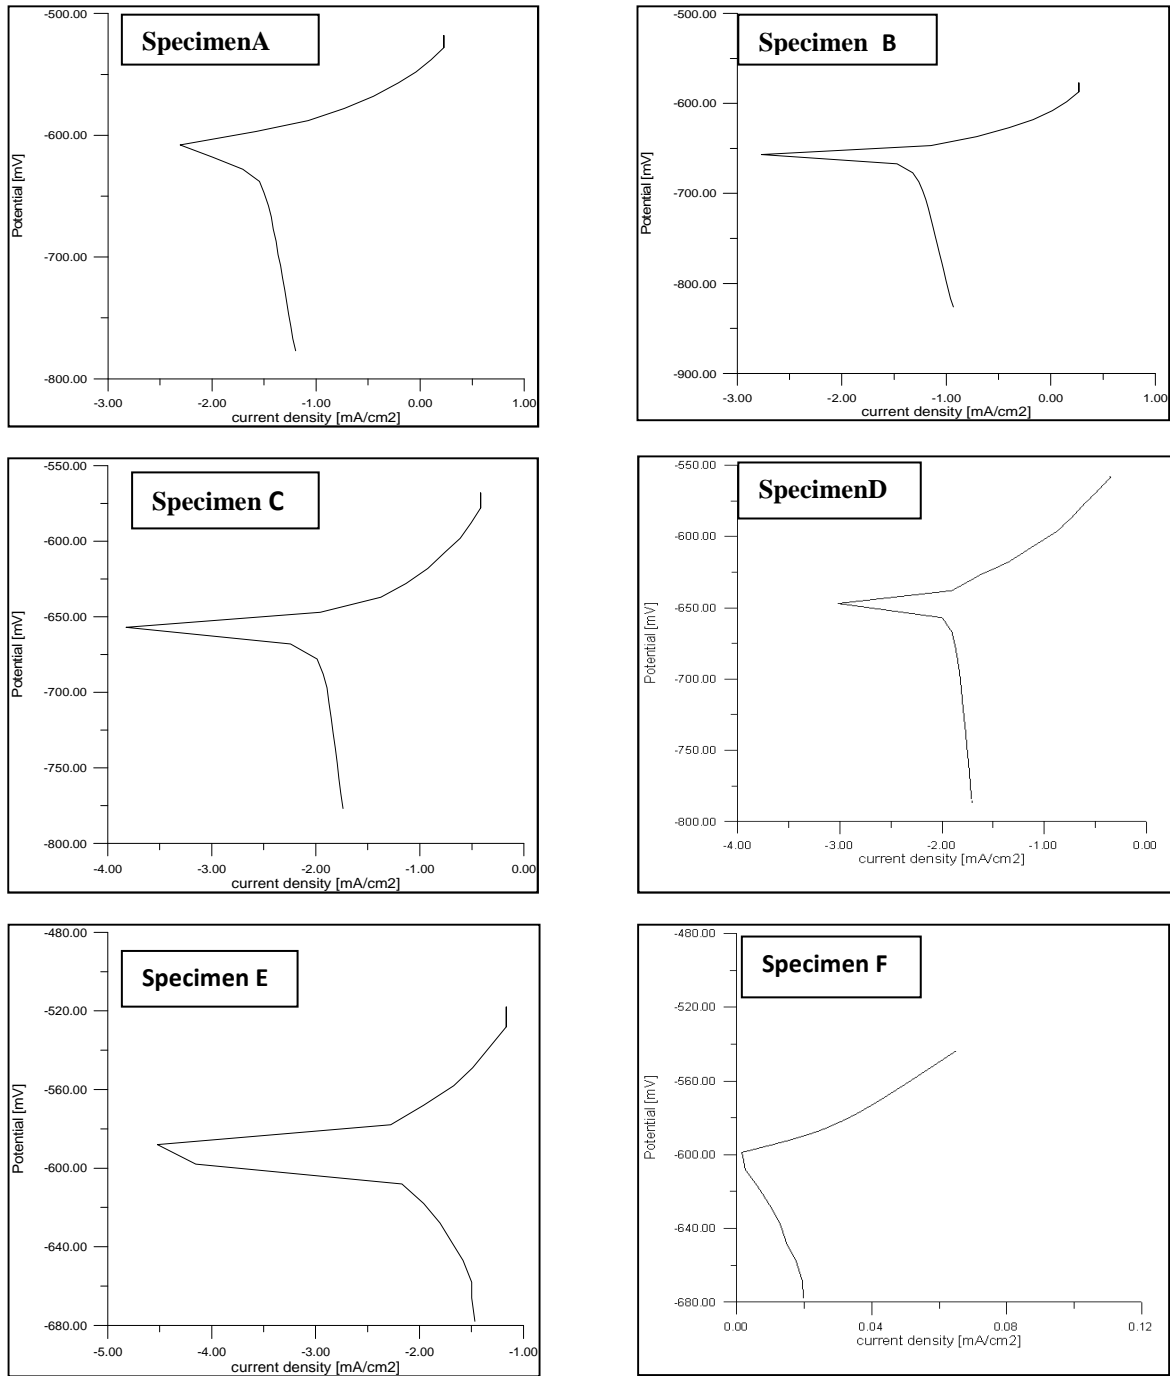 SpecimenA
-500.00
-600.00
-700.00
-800.00
Potential [mV]
-3.00 -2.00 -1.00 0.00 1.00
current density [mA/cm2]
Specimen B
-500.00
-600.00
-700.00
-800.00
-900.00
Potential [mV]
-3.00 -2.00 -1.00 0.00 1.00
current density [mA/cm2]
Specimen C
-550.00
-600.00
-650.00
-700.00
-750.00
-800.00
Potential [mV]
-4.00 -3.00 -2.00 -1.00 0.00
current density [mA/cm2]
SpecimenD
-550.00
-600.00
-650.00
-700.00
-750.00
-800.00
Potential [mV]
-4.00 -3.00 -2.00 -1.00 0.00
current density [mA/cm2]
Specimen E
-480.00
-520.00
-560.00
-600.00
-640.00
-680.00
Potential [mV]
-5.00 -4.00 -3.00 -2.00 -1.00
current density [mA/cm2]
Specimen F
-480.00
-520.00
-560.00
-600.00
-640.00
-680.00
Potential [mV]
0.00 0.04 0.08 0.12
current density [mA/cm2]